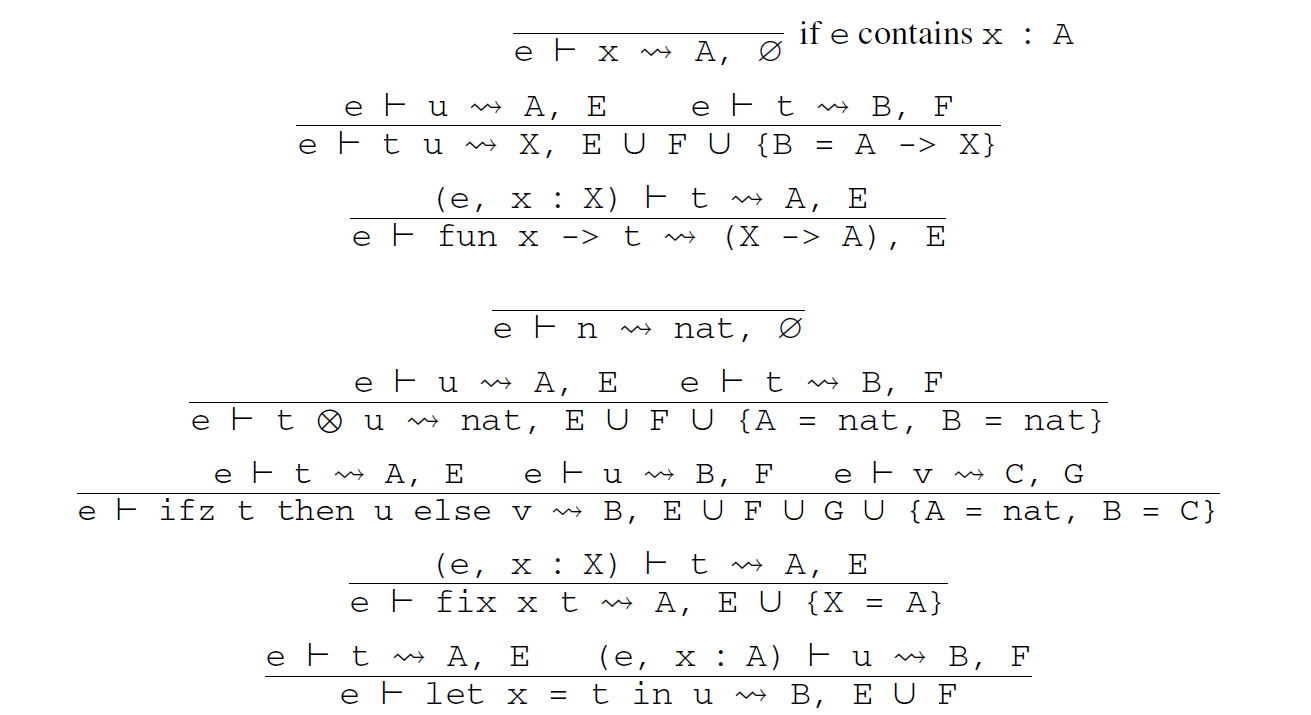 e ⊢ x ⇝ A, ∅ if e contains x : A
e ⊢ u ⇝ A, E e ⊢ t ⇝ B, F
e ⊢ t u ⇝ X, E ∪ F ∪ {B = A -> X}
(e, x : X) ⊢ t ⇝ A, E
e ⊢ fun x -> t ⇝ (X -> A), E
e ⊢ n ⇝ nat, ∅
e ⊢ u ⇝ A, E e ⊢ t ⇝ B, F
e ⊢ t ⊗ u ⇝ nat, E ∪ F ∪ {A = nat, B = nat}
e ⊢ t ⇝ A, E e ⊢ u ⇝ B, F e ⊢ v ⇝ C, G
e ⊢ ifz t then u else v ⇝ B, E ∪ F ∪ G ∪ {A = nat, B = C}
(e, x : X) ⊢ t ⇝ A, E
e ⊢ fix x t ⇝ A, E ∪ {X = A}
e ⊢ t ⇝ A, E (e, x : A) ⊢ u ⇝ B, F
e ⊢ let x = t in u ⇝ B, E ∪ F